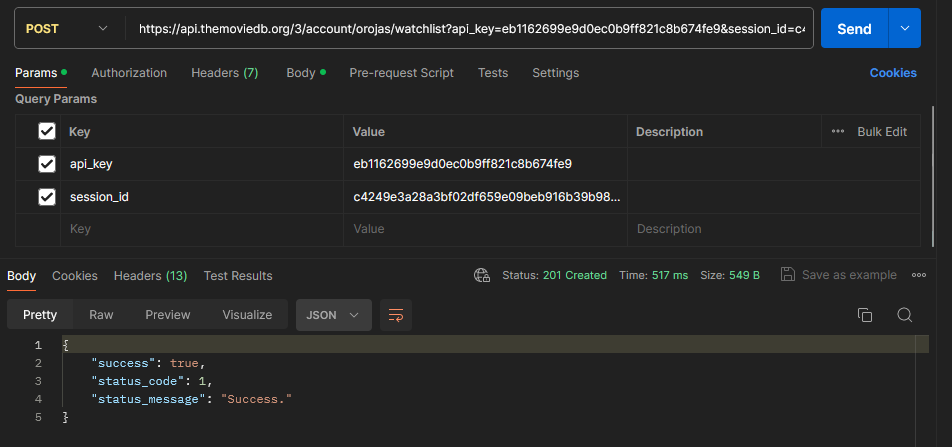 POST https://api.themoviedb.org/3/account/orojas/watchlist?api_key=eb1162699e9d0ec0b9ff821c8b674fe9&session_id=c4 Send
Params Authorization Headers (7) Body Pre-request Script Tests Settings Cookies
Query Params
Key Value Description ••• Bulk Edit
api_key eb1162699e9d0ec0b9ff821c8b674fe9
session_id c4249e3a28a3bf02df659e09beb916b39b98...
Key Value Description
Body Cookies Headers (13) Test Results Status: 201 Created Time: 517 ms Size: 549 B Save as example •••
Pretty Raw Preview Visualize JSON
1 {
2 "success": true,
3 "status_code": 1,
4 "status_message": "Success."
5 }